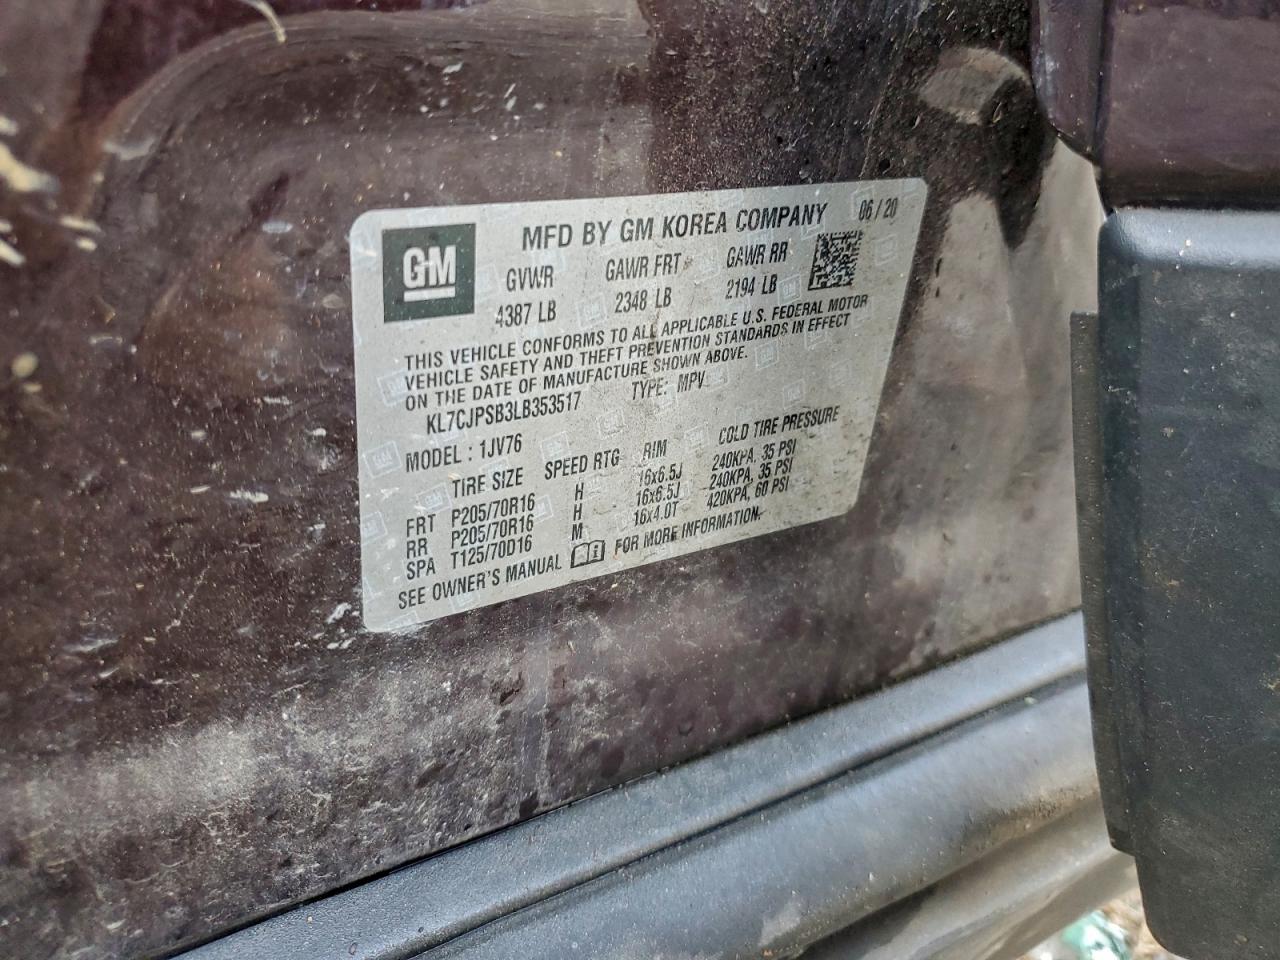 GM
MFD BY GM KOREA COMPANY 06 / 20
GVWR GAWR FRT GAWR RR
4387 LB 2348 LB 2194 LB
THIS VEHICLE CONFORMS TO ALL APPLICABLE U.S. FEDERAL MOTOR
VEHICLE SAFETY AND THEFT PREVENTION STANDARDS IN EFFECT
ON THE DATE OF MANUFACTURE SHOWN ABOVE.
KL7CJPSB3LB353517 TYPE: MPV
MODEL : 1JV76
TIRE SIZE SPEED RTG RIM COLD TIRE PRESSURE
FRT P205/70R16 H 16x6.5J 240KPA, 35 PSI
RR P205/70R16 H 16x6.5J 240KPA, 35 PSI
SPA T125/70D16 M 16x4.0T 420KPA, 60 PSI
SEE OWNER'S MANUAL FOR MORE INFORMATION.